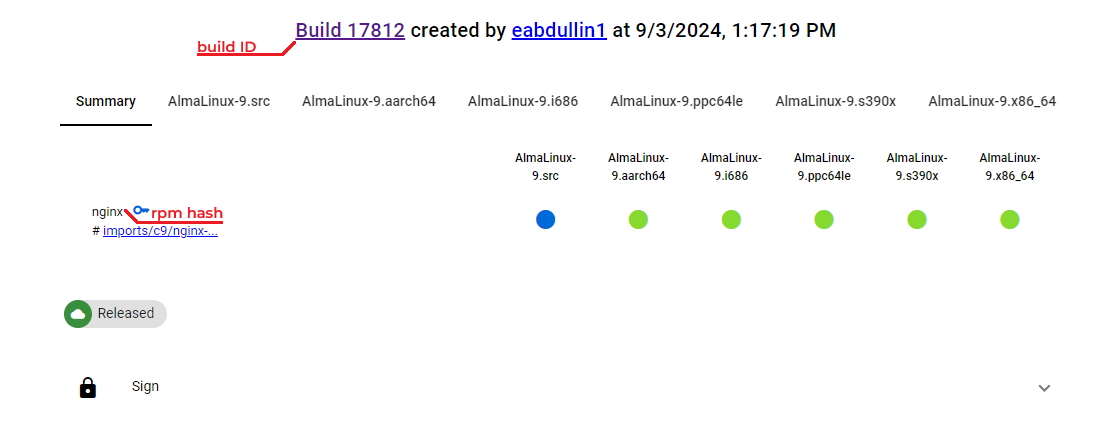 Build 17812 created by eabdullin1 at 9/3/2024, 1:17:19 PM
build ID
Summary AlmaLinux-9.src AlmaLinux-9.aarch64 AlmaLinux-9.i686 AlmaLinux-9.ppc64le AlmaLinux-9.s390x AlmaLinux-9.x86_64
AlmaLinux- AlmaLinux- AlmaLinux- AlmaLinux- AlmaLinux- AlmaLinux-
9.src 9.aarch64 9.i686 9.ppc64le 9.s390x 9.x86_64
nginx rpm hash
# imports/c9/nginx-...
Released
Sign